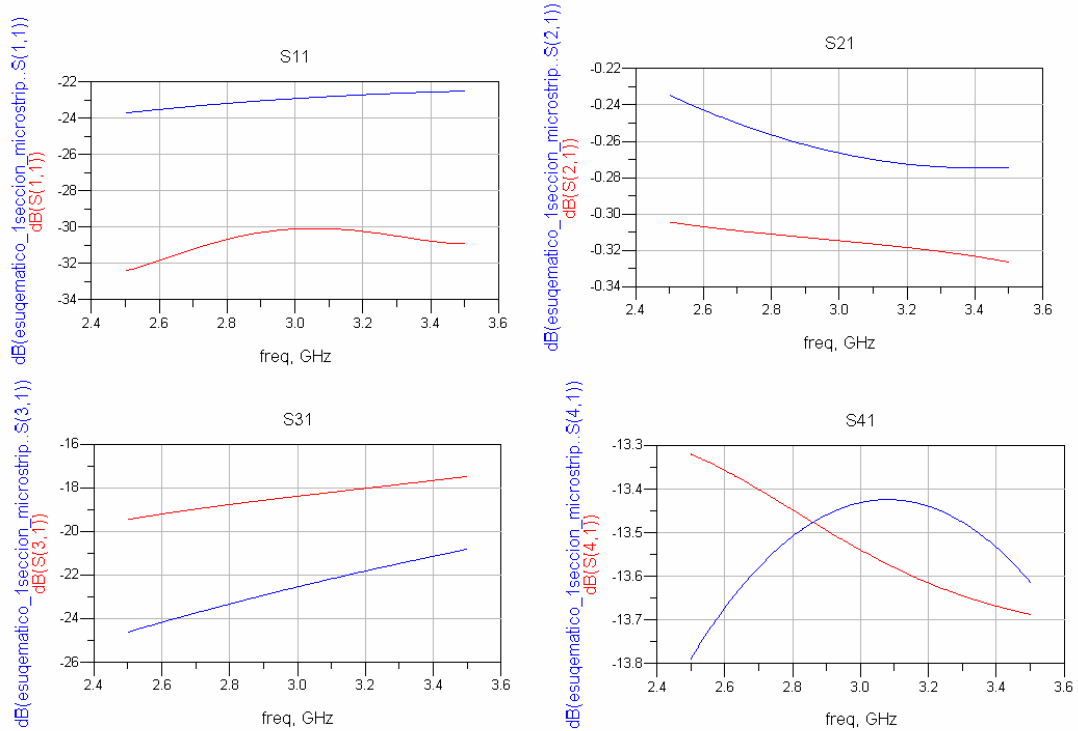 S11
dB(esuqematico_1seccion_microstrip..S(1,1))
dB(S(1,1))
-22
-24
-26
-28
-30
-32
-34
2.4 2.6 2.8 3.0 3.2 3.4 3.6
freq, GHz
S21
dB(esuqematico_1seccion_microstrip..S(2,1))
dB(S(2,1))
-0.22
-0.24
-0.26
-0.28
-0.30
-0.32
-0.34
2.4 2.6 2.8 3.0 3.2 3.4 3.6
freq, GHz
S31
dB(esuqematico_1seccion_microstrip..S(3,1))
dB(S(3,1))
-16
-18
-20
-22
-24
-26
2.4 2.6 2.8 3.0 3.2 3.4 3.6
freq, GHz
S41
dB(esuqematico_1seccion_microstrip..S(4,1))
dB(S(4,1))
-13.3
-13.4
-13.5
-13.6
-13.7
-13.8
2.4 2.6 2.8 3.0 3.2 3.4 3.6
freq, GHz